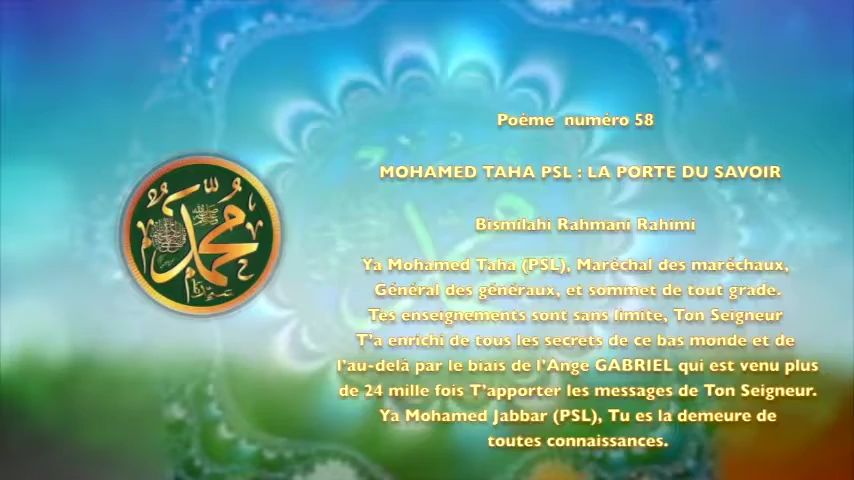 Poème numéro 58
MOHAMED TAHA PSL : LA PORTE DU SAVOIR
Bismilahi Rahmani Rahimi
Ya Mohamed Taha (PSL), Maréchal des maréchaux,
Général des généraux, et sommet de tout grade.
Tes enseignements sont sans limite, Ton Seigneur
T'a enrichi de tous les secrets de ce bas monde et de
l'au-delà par le biais de l'Ange GABRIEL qui est venu plus
de 24 mille fois T'apporter les messages de Ton Seigneur.
Ya Mohamed Jabbar (PSL), Tu es la demeure de
toutes connaissances.
محمد